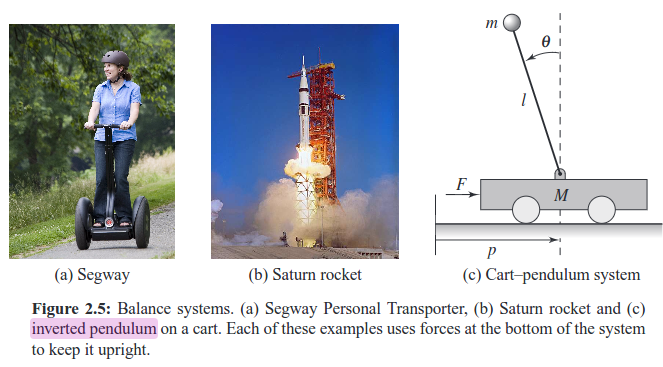 m
θ
l
F
M
p
(a) Segway
(b) Saturn rocket
(c) Cart–pendulum system
Figure 2.5: Balance systems. (a) Segway Personal Transporter, (b) Saturn rocket and (c)
inverted pendulum on a cart. Each of these examples uses forces at the bottom of the system
to keep it upright.